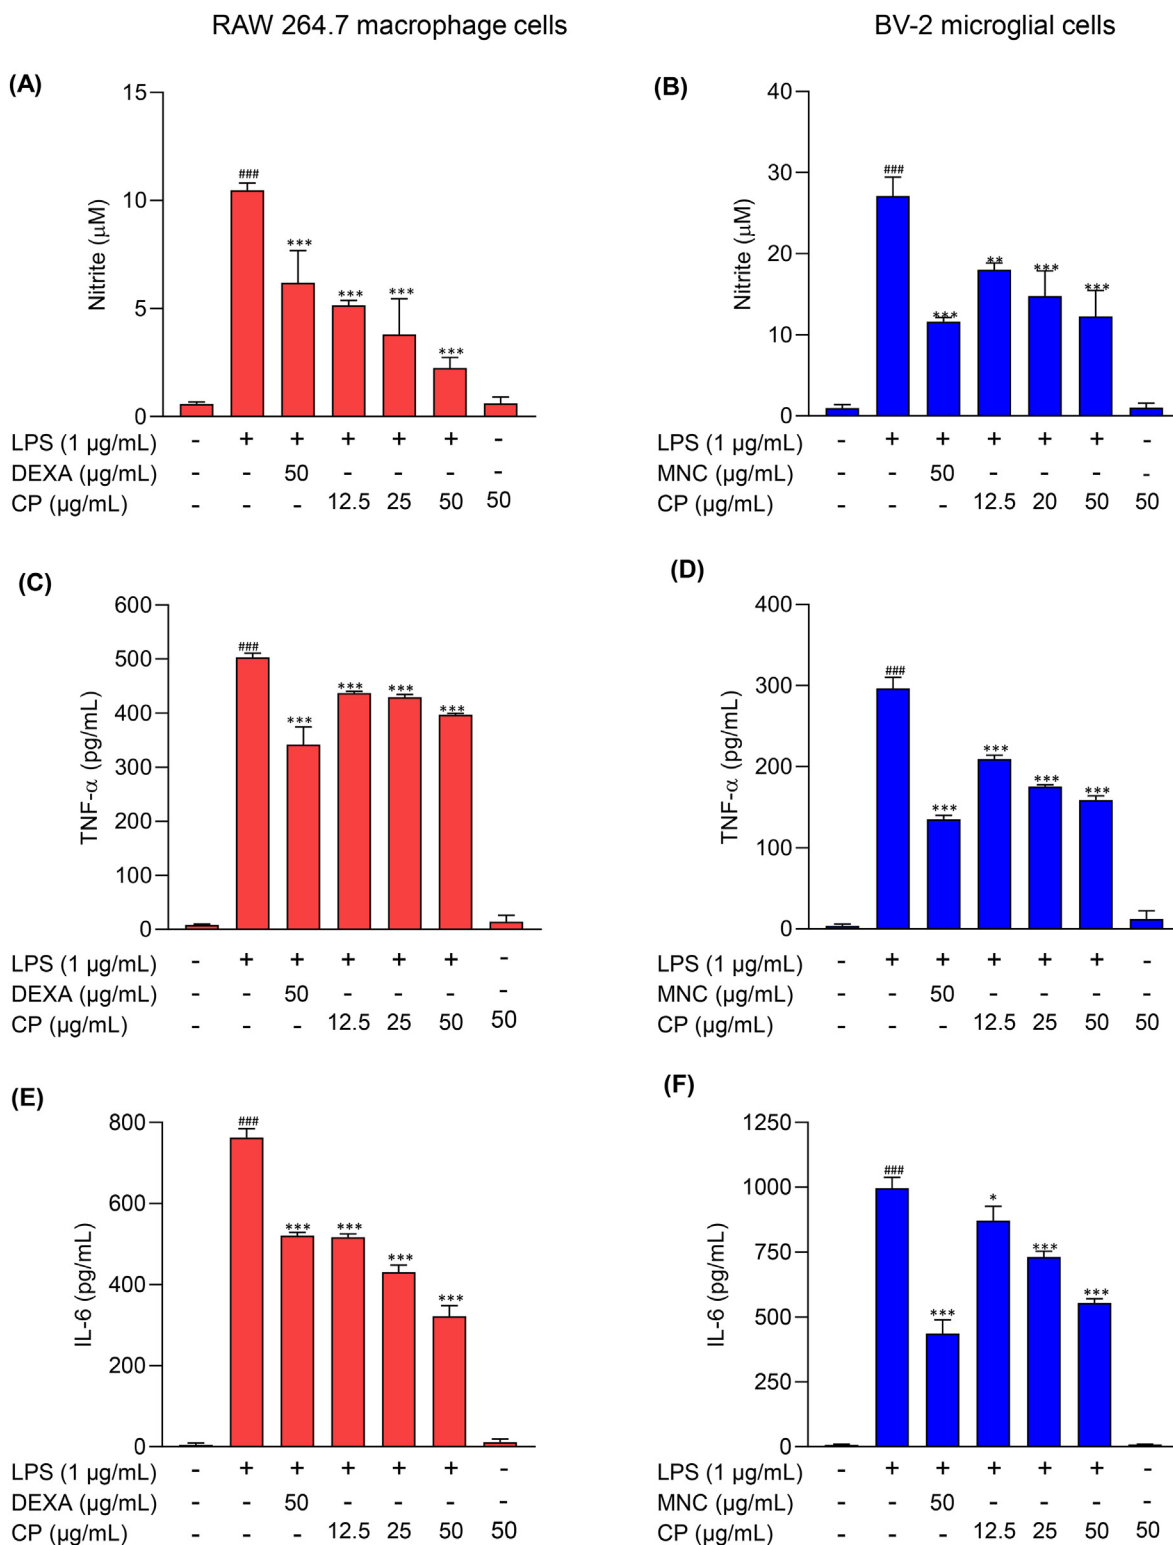 RAW 264.7 macrophage cells
BV-2 microglial cells
(A)
15
10
5
0
Nitrite (µM)
###
***
***
***
***
LPS (1 µg/mL) - + + + + + -
DEXA (µg/mL) - - 50 - - - -
CP (µg/mL) - - - 12.5 25 50 50
(B)
40
30
20
10
0
Nitrite (µM)
###
***
**
***
***
LPS (1 µg/mL) - + + + + + -
MNC (µg/mL) - - 50 - - - -
CP (µg/mL) - - - 12.5 20 50 50
(C)
600
500
400
300
200
100
0
TNF-α (pg/mL)
###
***
***
***
***
LPS (1 µg/mL) - + + + + + -
DEXA (µg/mL) - - 50 - - - -
CP (µg/mL) - - - 12.5 25 50 50
(D)
400
300
200
100
0
TNF-α (pg/mL)
###
***
***
***
***
LPS (1 µg/mL) - + + + + + -
MNC (µg/mL) - - 50 - - - -
CP (µg/mL) - - - 12.5 25 50 50
(E)
800
600
400
200
0
IL-6 (pg/mL)
###
***
***
***
***
LPS (1 µg/mL) - + + + + + -
DEXA (µg/mL) - - 50 - - - -
CP (µg/mL) - - - 12.5 25 50 50
(F)
1250
1000
750
500
250
0
IL-6 (pg/mL)
###
***
*
***
***
LPS (1 µg/mL) - + + + + + -
MNC (µg/mL) - - 50 - - - -
CP (µg/mL) - - - 12.5 25 50 50